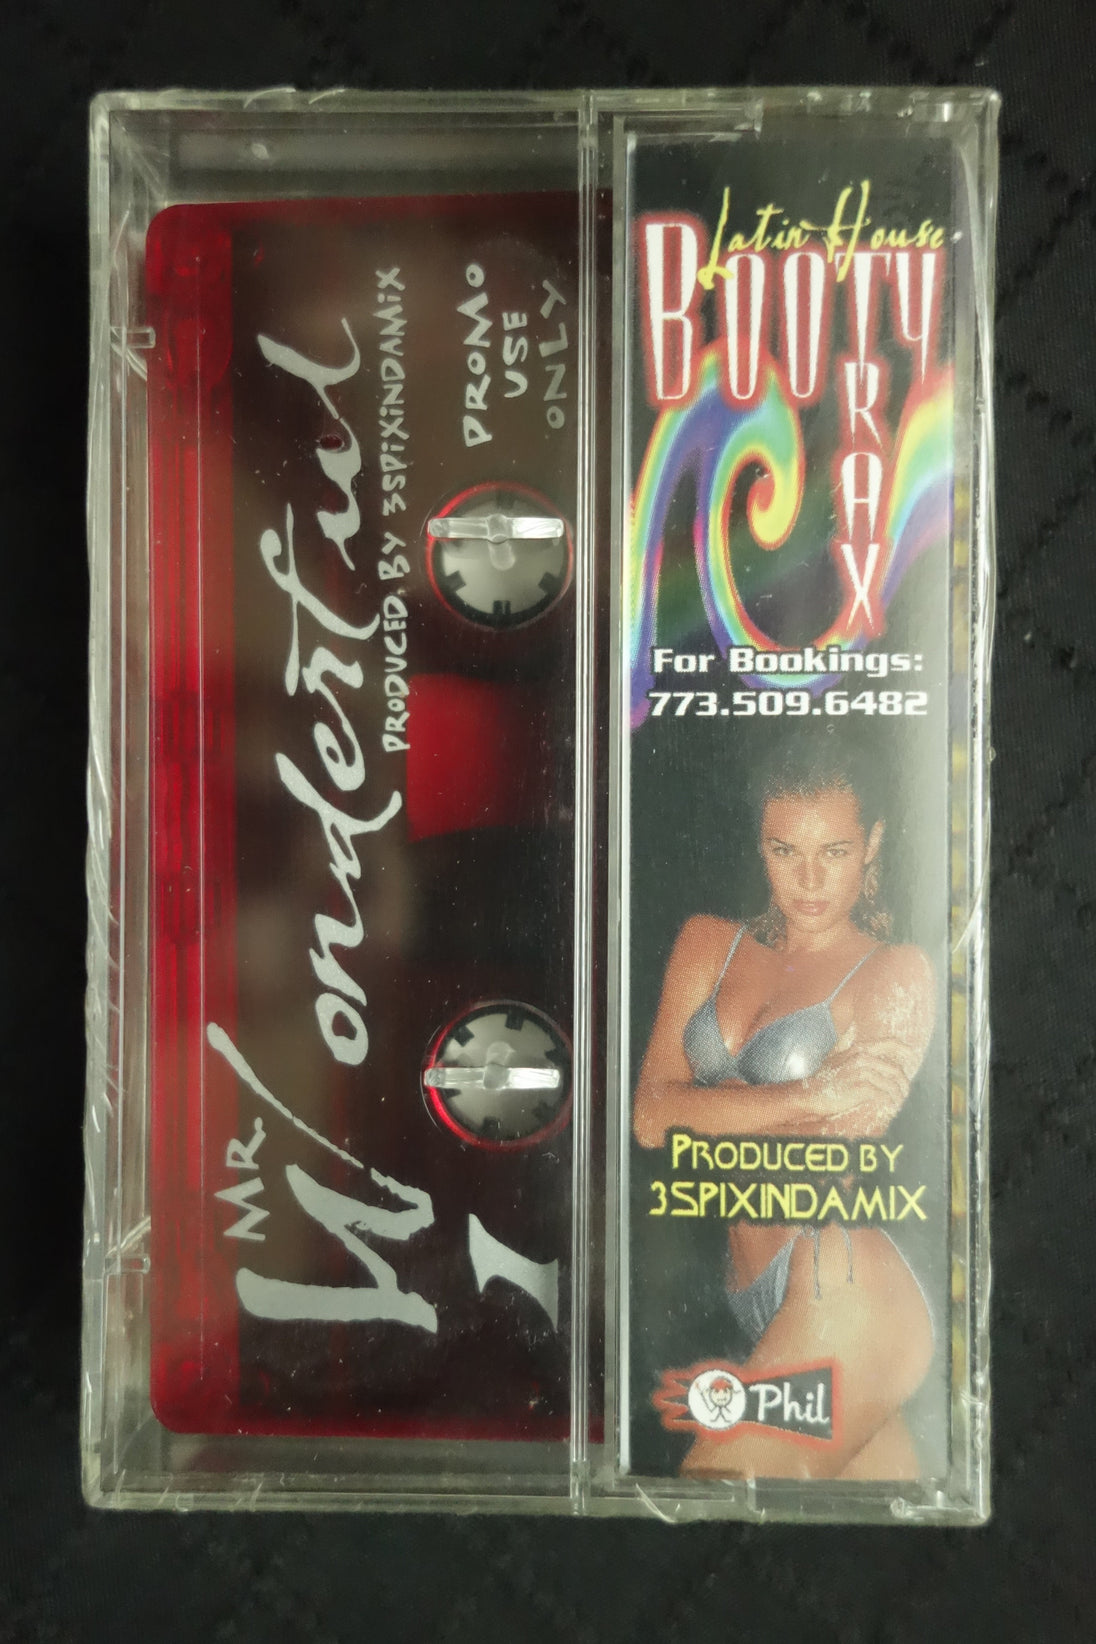 MR.
Wonderful
PRODUCED BY 3SPIXINDAMIX
PROMO
USE
ONLY
1
Latin House
BOOTY
TRAX
For Bookings:
773.509.6482
PRODUCED BY
3SPIXINDAMIX
Phil